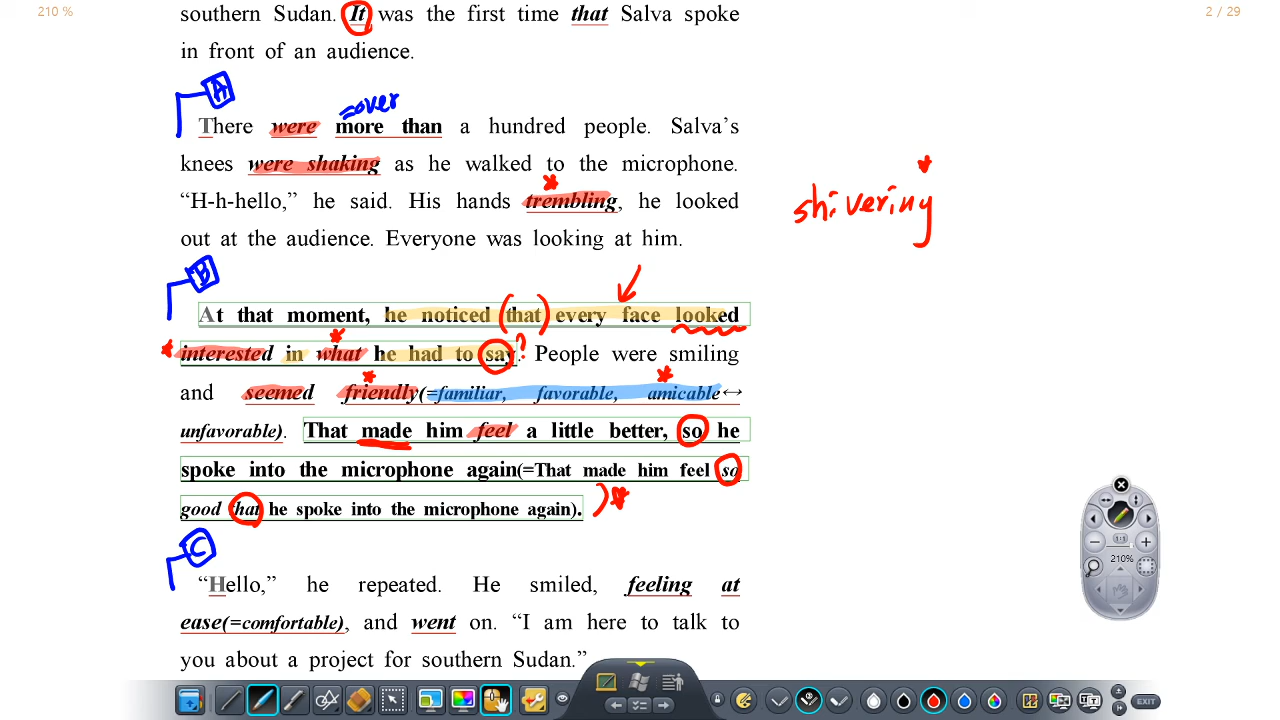 210 %
2 / 29
southern Sudan. It was the first time that Salva spoke
in front of an audience.
A
=over
There were more than a hundred people. Salva's
knees were shaking as he walked to the microphone.
"H-h-hello," he said. His hands trembling, he looked
shivering
out at the audience. Everyone was looking at him.
B
At that moment, he noticed (that) every face looked
interested in what he had to say. ? People were smiling
and seemed friendly(=familiar, favorable, amicable↔
unfavorable). That made him feel a little better, so he
spoke into the microphone again(=That made him feel so
good that he spoke into the microphone again).
C
"Hello," he repeated. He smiled, feeling at
ease(=comfortable), and went on. "I am here to talk to
you about a project for southern Sudan."
1:1
210%
EXIT